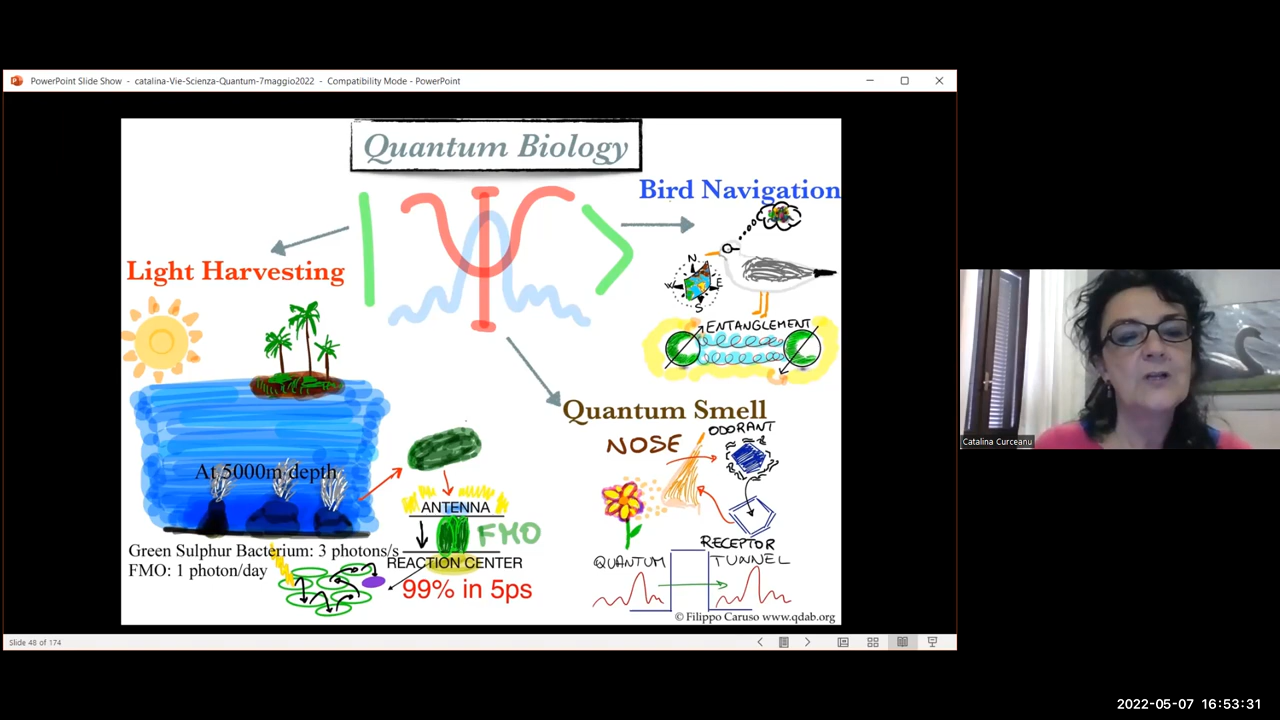 PowerPoint Slide Show - catalina-Vie-Scienza-Quantum-7maggio2022 - Compatibility Mode - PowerPoint
Quantum Biology
|Ψ>
Bird Navigation
N
W
E
S
ENTANGLEMENT
Light Harvesting
At 5000m depth
Green Sulphur Bacterium: 3 photons/s
FMO: 1 photon/day
ANTENNA
FMO
REACTION CENTER
99% in 5ps
Quantum Smell
NOSE
ODORANT
RECEPTOR
QUANTUM
TUNNEL
© Filippo Caruso www.qdab.org
Catalina Curceanu
Slide 48 of 174
2022-05-07 16:53:31